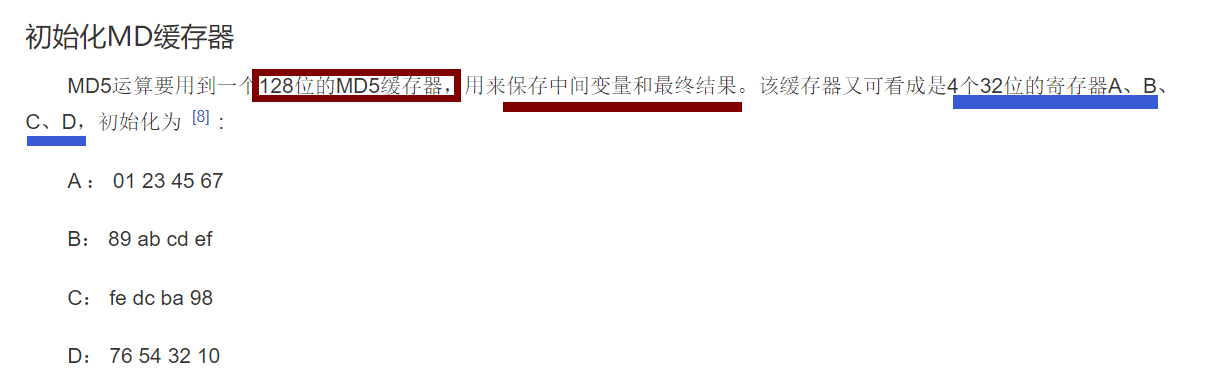 初始化MD缓存器
MD5运算要用到一个128位的MD5缓存器，用来保存中间变量和最终结果。该缓存器又可看成是4个32位的寄存器A、B、
C、D，初始化为 [8] ：
A： 01 23 45 67
B： 89 ab cd ef
C： fe dc ba 98
D： 76 54 32 10